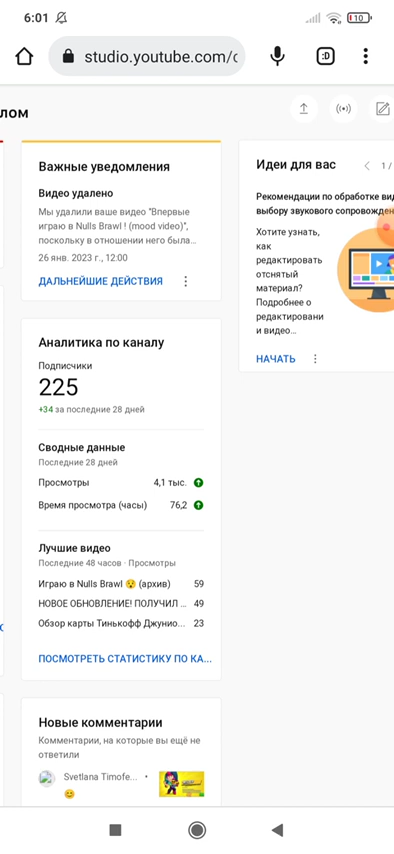 6:01
10
studio.youtube.com/c
:D
лом
Важные уведомления
Видео удалено
Мы удалили ваше видео "Впервые
играю в Nulls Brawl ! (mood video)",
поскольку в отношении него была...
26 янв. 2023 г., 12:00
ДАЛЬНЕЙШИЕ ДЕЙСТВИЯ
Аналитика по каналу
Подписчики
225
+34 за последние 28 дней
Сводные данные
Последние 28 дней
Просмотры 4,1 тыс.
Время просмотра (часы) 76,2
Лучшие видео
Последние 48 часов · Просмотры
Играю в Nulls Brawl 😯 (архив) 59
НОВОЕ ОБНОВЛЕНИЕ! ПОЛУЧИЛ ... 49
Обзор карты Тинькофф Джунио... 23
ПОСМОТРЕТЬ СТАТИСТИКУ ПО КА...
Новые комментарии
Комментарии, на которые вы ещё не
ответили
Svetlana Timofe... •
😊
Идеи для вас
1 /
Рекомендации по обработке вид
выбору звукового сопровожден
Хотите узнать,
как
редактировать
отснятый
материал?
Подробнее о
редактировани
и видео...
НАЧАТЬ